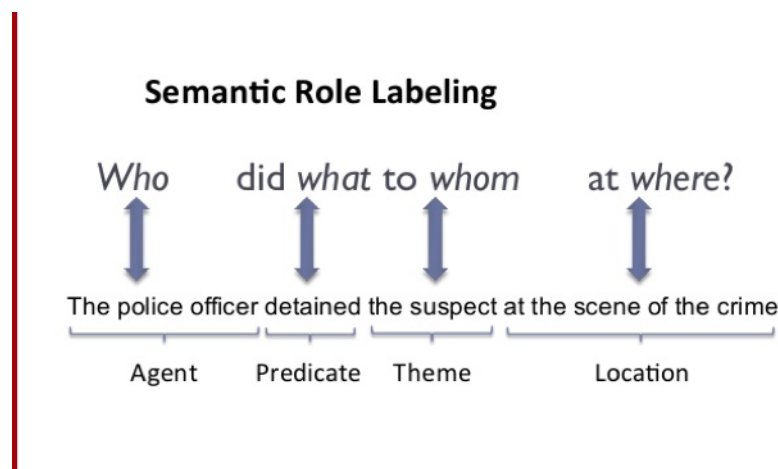 Semantic Role Labeling
Who did what to whom at where?
The police officer detained the suspect at the scene of the crime
Agent Predicate Theme Location